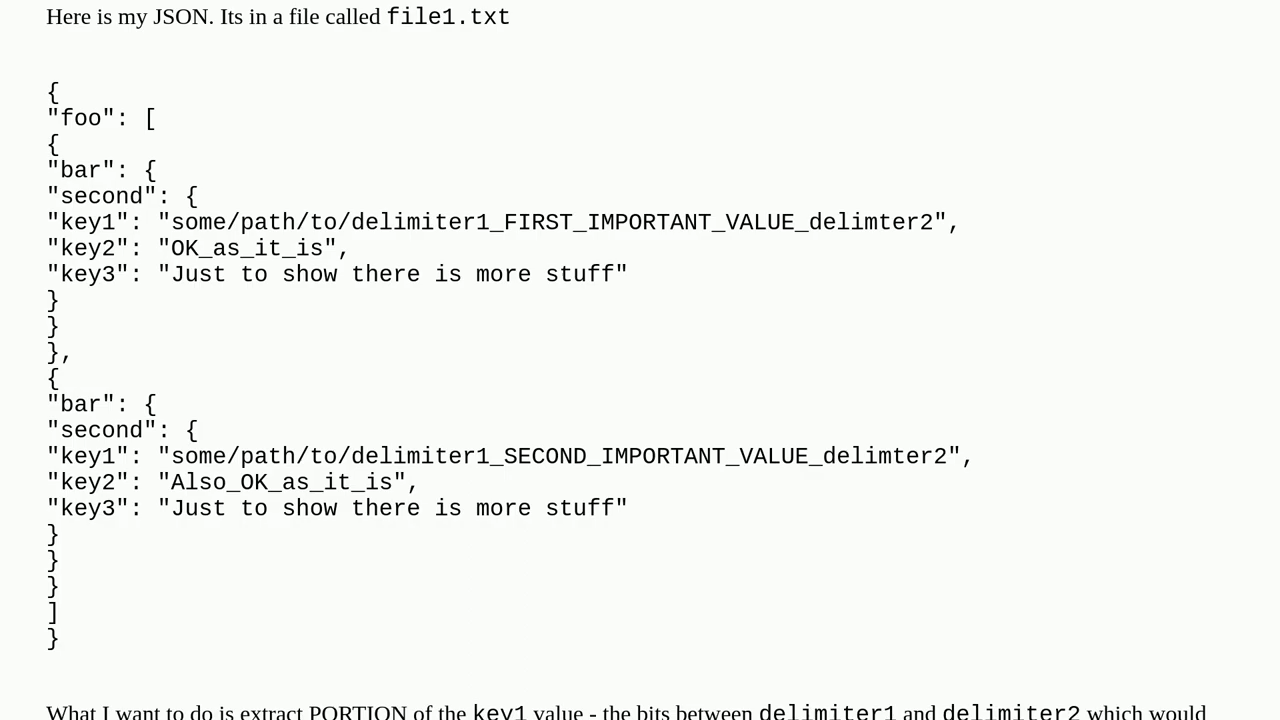 Here is my JSON. Its in a file called file1.txt
{
"foo": [
{
"bar": {
"second": {
"key1": "some/path/to/delimiter1_FIRST_IMPORTANT_VALUE_delimter2",
"key2": "OK_as_it_is",
"key3": "Just to show there is more stuff"
}
}
},
{
"bar": {
"second": {
"key1": "some/path/to/delimiter1_SECOND_IMPORTANT_VALUE_delimter2",
"key2": "Also_OK_as_it_is",
"key3": "Just to show there is more stuff"
}
}
}
]
}
What I want to do is extract PORTION of the key1 value - the bits between delimiter1 and delimiter2 which would